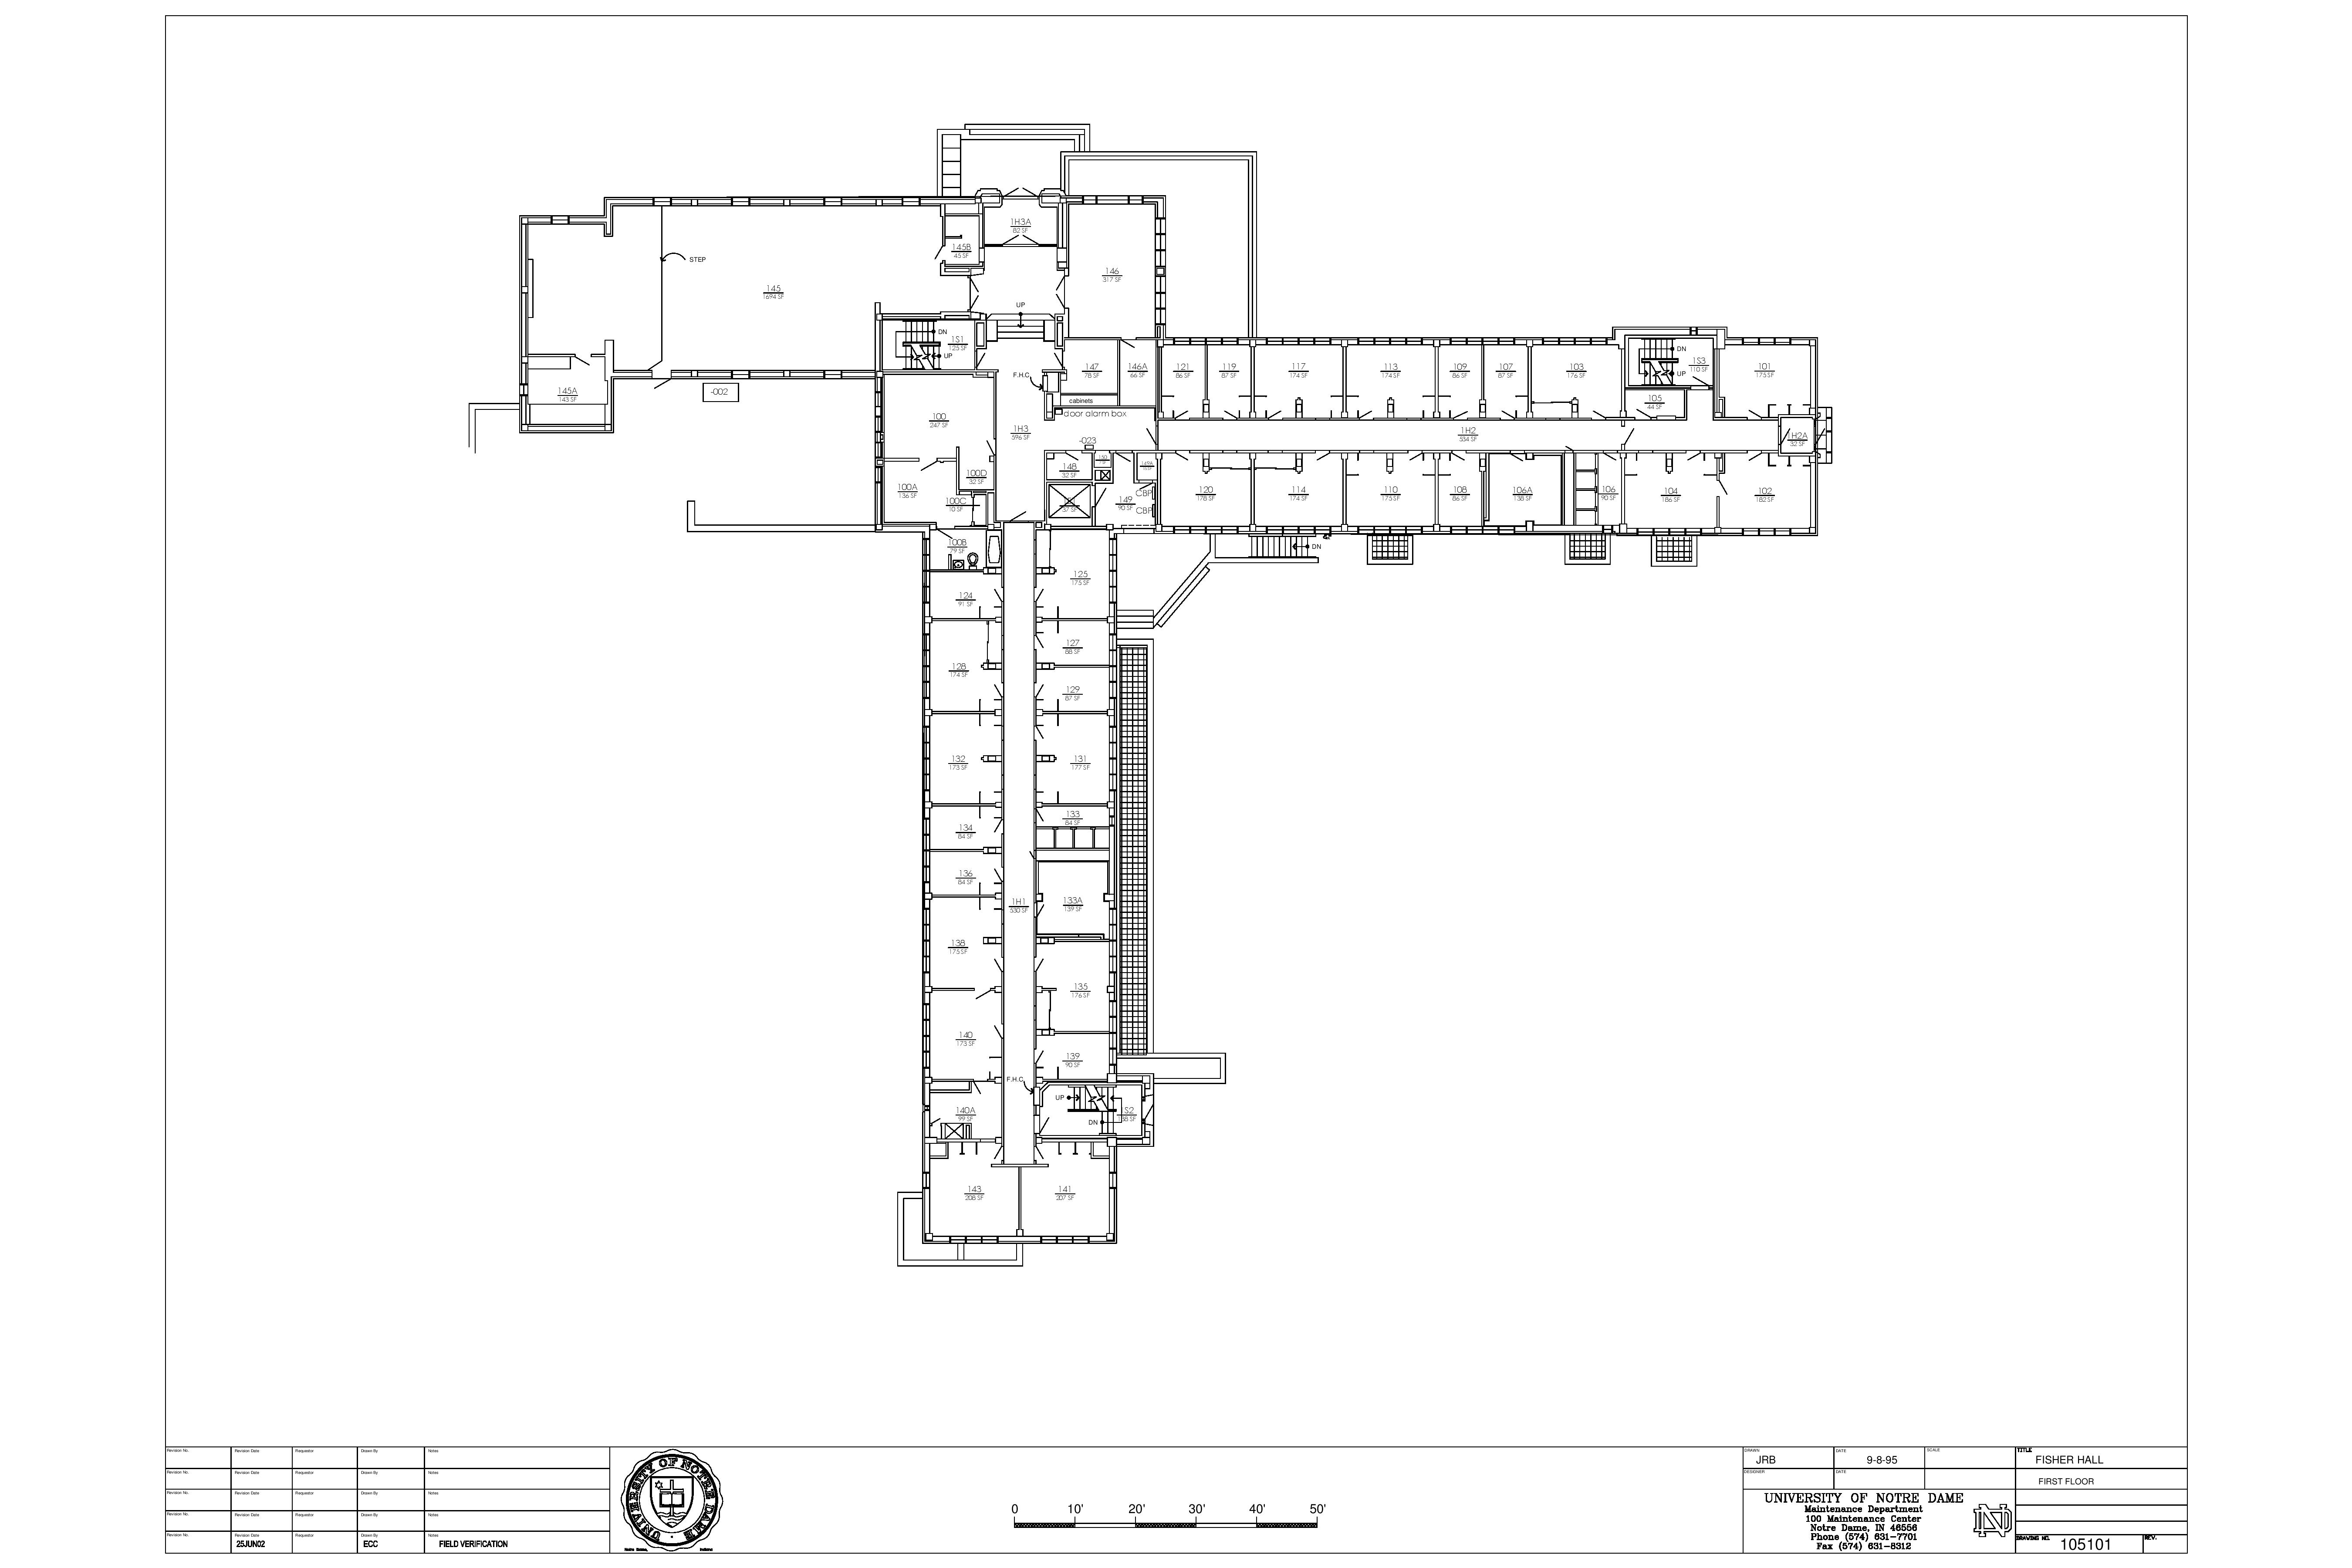 1H3A
82 SF
145B
45 SF
STEP
146
317 SF
145
1694 SF
UP
DN
1S1
125 SF
UP
147
78 SF
146A
66 SF
121
86 SF
119
87 SF
117
174 SF
113
174 SF
109
86 SF
107
87 SF
103
176 SF
DN
1S3
110 SF
UP
101
175 SF
F.H.C.
145A
143 SF
-002
cabinets
105
44 SF
100
247 SF
door alarm box
1H3
596 SF
-023
1H2
534 SF
1H2A
32 SF
148
32 SF
100D
32 SF
100A
136 SF
100C
10 SF
37 SF
149
90 SF
CBP
CBP
120
178 SF
114
174 SF
110
175 SF
108
86 SF
106A
138 SF
106
90 SF
104
186 SF
102
182 SF
100B
79 SF
DN
125
175 SF
124
91 SF
127
88 SF
128
174 SF
129
87 SF
132
173 SF
131
177 SF
133
84 SF
134
84 SF
136
84 SF
1H1
530 SF
133A
139 SF
138
175 SF
135
176 SF
140
173 SF
139
90 SF
F.H.C.
UP
140A
99 SF
1S2
DN
143
208 SF
141
207 SF
Revision No. Revision Date Requestor Drawn By Notes
Revision No. Revision Date Requestor Drawn By Notes
Revision No. Revision Date Requestor Drawn By Notes
Revision No. Revision Date Requestor Drawn By Notes
Revision No. Revision Date Requestor Drawn By Notes
25JUN02 ECC FIELD VERIFICATION
UNIVERSITY OF NOTRE DAME
Notre Dame, Indiana
0 10' 20' 30' 40' 50'
DRAWN DATE SCALE TITLE
JRB 9-8-95 FISHER HALL
DESIGNER DATE
FIRST FLOOR
UNIVERSITY OF NOTRE DAME
Maintenance Department
100 Maintenance Center
Notre Dame, IN 46556
Phone (574) 631-7701
Fax (574) 631-8312
ND
DRAWING NO. REV.
105101